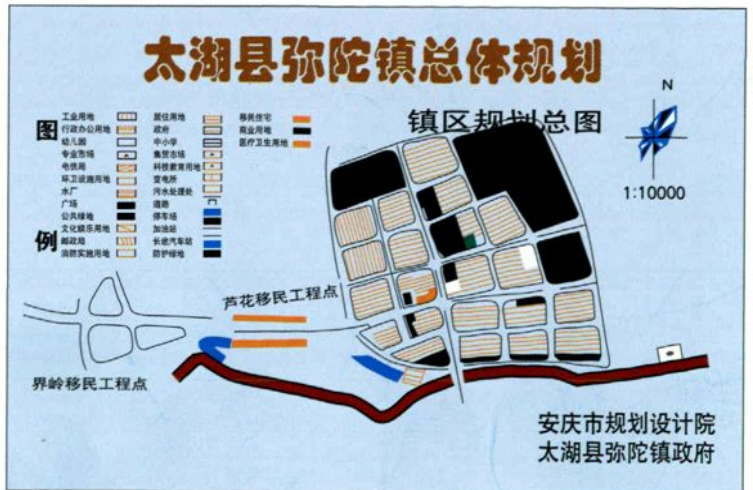 太湖县弥陀镇总体规划
镇区规划总图
N
1:10000
图
例
工业用地
行政办公用地
幼儿园
专业市场
电信局
环卫设施用地
水厂
广场
公共绿地
文化娱乐用地
邮政局
消防实施用地
居住用地
政府
中小学
集贸市场
科技教育用地
变电所
污水处理处
道路
停车场
加油站
长途汽车站
防护绿地
移民住宅
商业用地
医疗卫生用地
芦花移民工程点
界岭移民工程点
安庆市规划设计院
太湖县弥陀镇政府